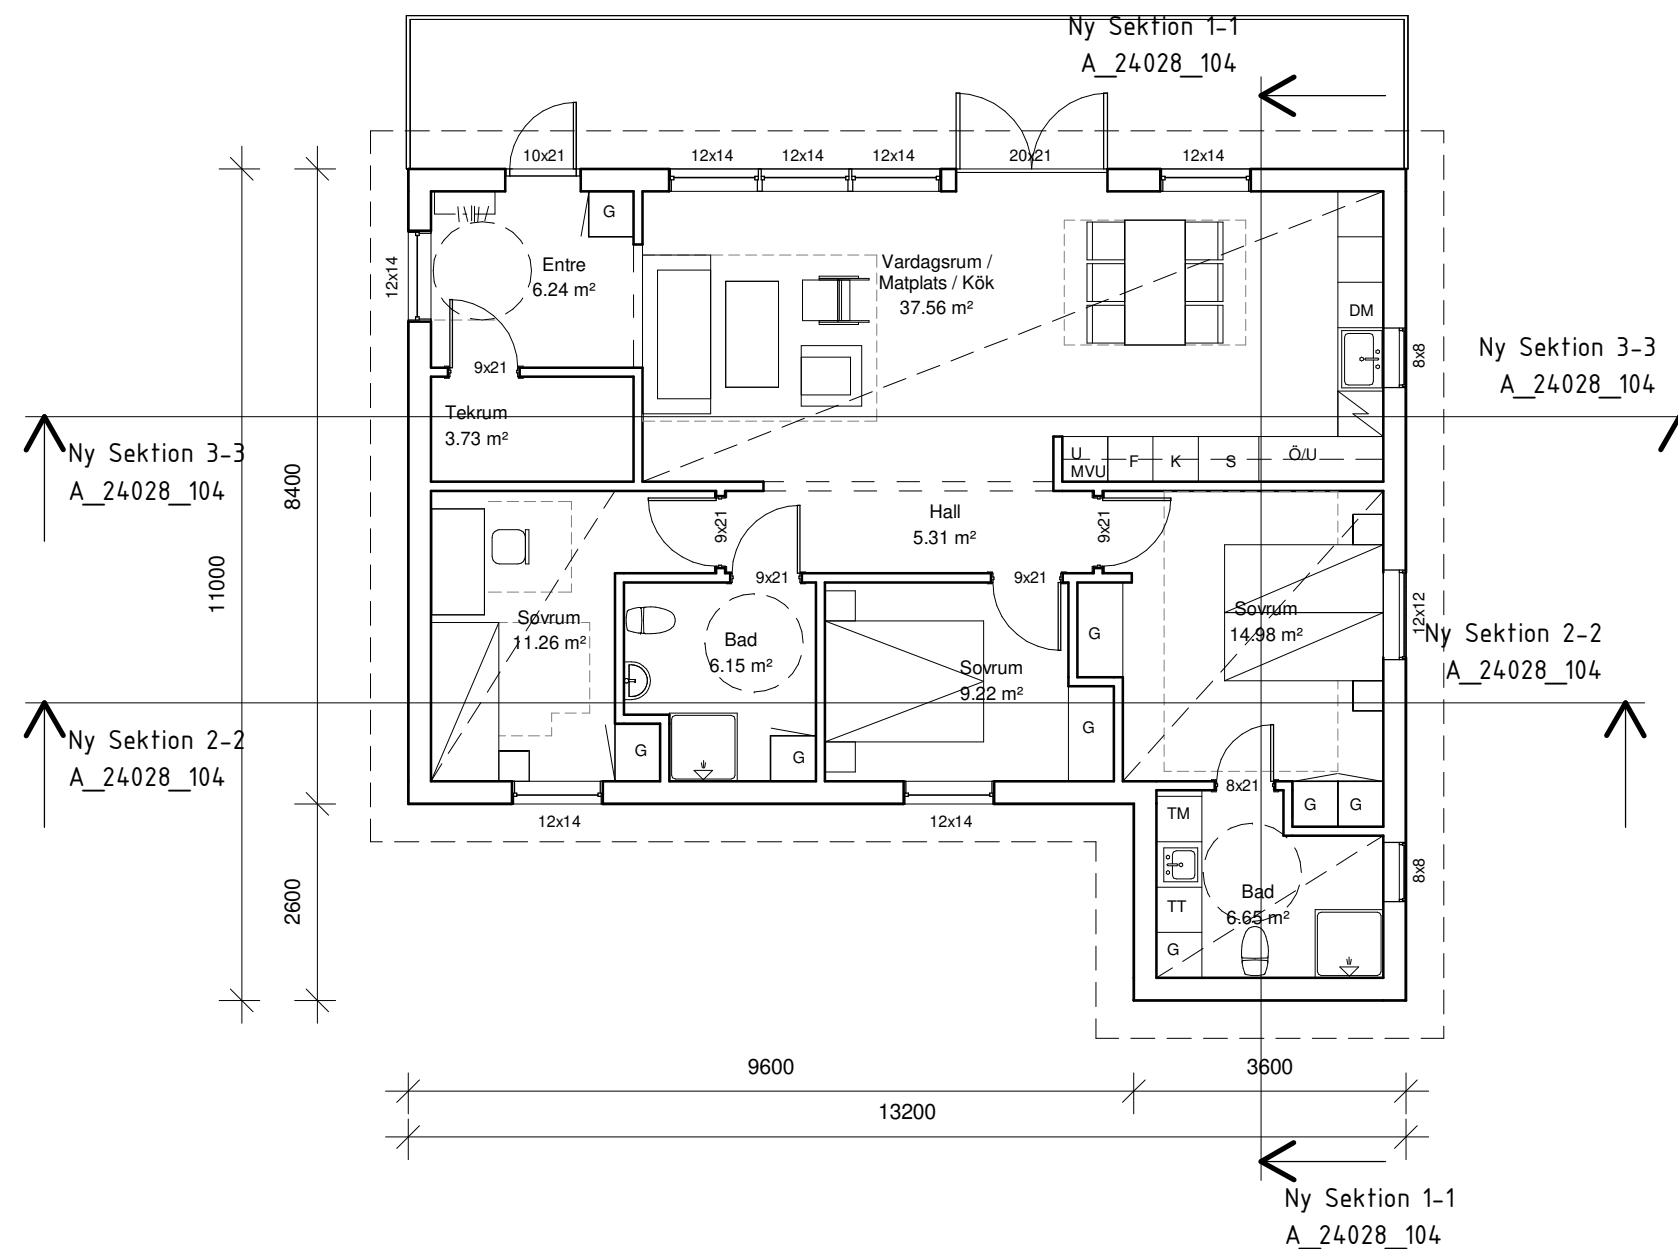 Ny Sektion 1-1
A_24028_104
10x21
12x14
12x14
12x14
20x21
12x14
G
12x14
Entre
6.24 m²
Vardagsrum /
Matplats / Kök
37.56 m²
DM
8x8
Ny Sektion 3-3
A_24028_104
9x21
Tekrum
3.73 m²
Ny Sektion 3-3
A_24028_104
U
MVU
F
K
S
Ö/U
8400
11000
Hall
5.31 m²
9x21
9x21
9x21
9x21
Sovrum
11.26 m²
Bad
6.15 m²
Sovrum
9.22 m²
G
Sovrum
14.98 m²
12x12
Ny Sektion 2-2
A_24028_104
Ny Sektion 2-2
A_24028_104
G
G
G
8x21
G
G
12x14
12x14
TM
TT
G
Bad
6.65 m²
8x8
2600
9600
3600
13200
Ny Sektion 1-1
A_24028_104